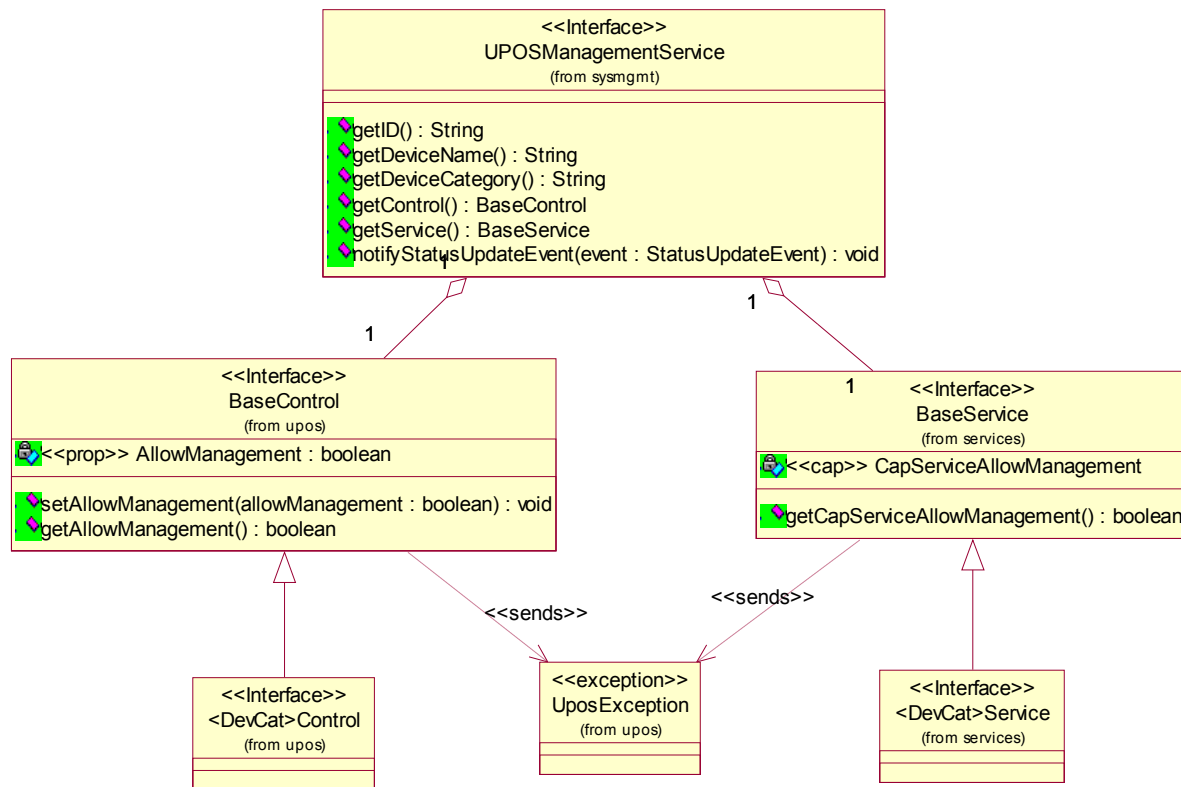 <<Interface>>
UPOSManagementService
(from sysmgmt)
getID() : String
getDeviceName() : String
getDeviceCategory() : String
getControl() : BaseControl
getService() : BaseService
notifyStatusUpdateEvent(event : StatusUpdateEvent) : void
1
1
1
1
<<Interface>>
BaseControl
(from upos)
<<prop>> AllowManagement : boolean
setAllowManagement(allowManagement : boolean) : void
getAllowManagement() : boolean
<<Interface>>
BaseService
(from services)
<<cap>> CapServiceAllowManagement
getCapServiceAllowManagement() : boolean
<<sends>>
<<sends>>
<<Interface>>
<DevCat>Control
(from upos)
<<exception>>
UposException
(from upos)
<<Interface>>
<DevCat>Service
(from services)